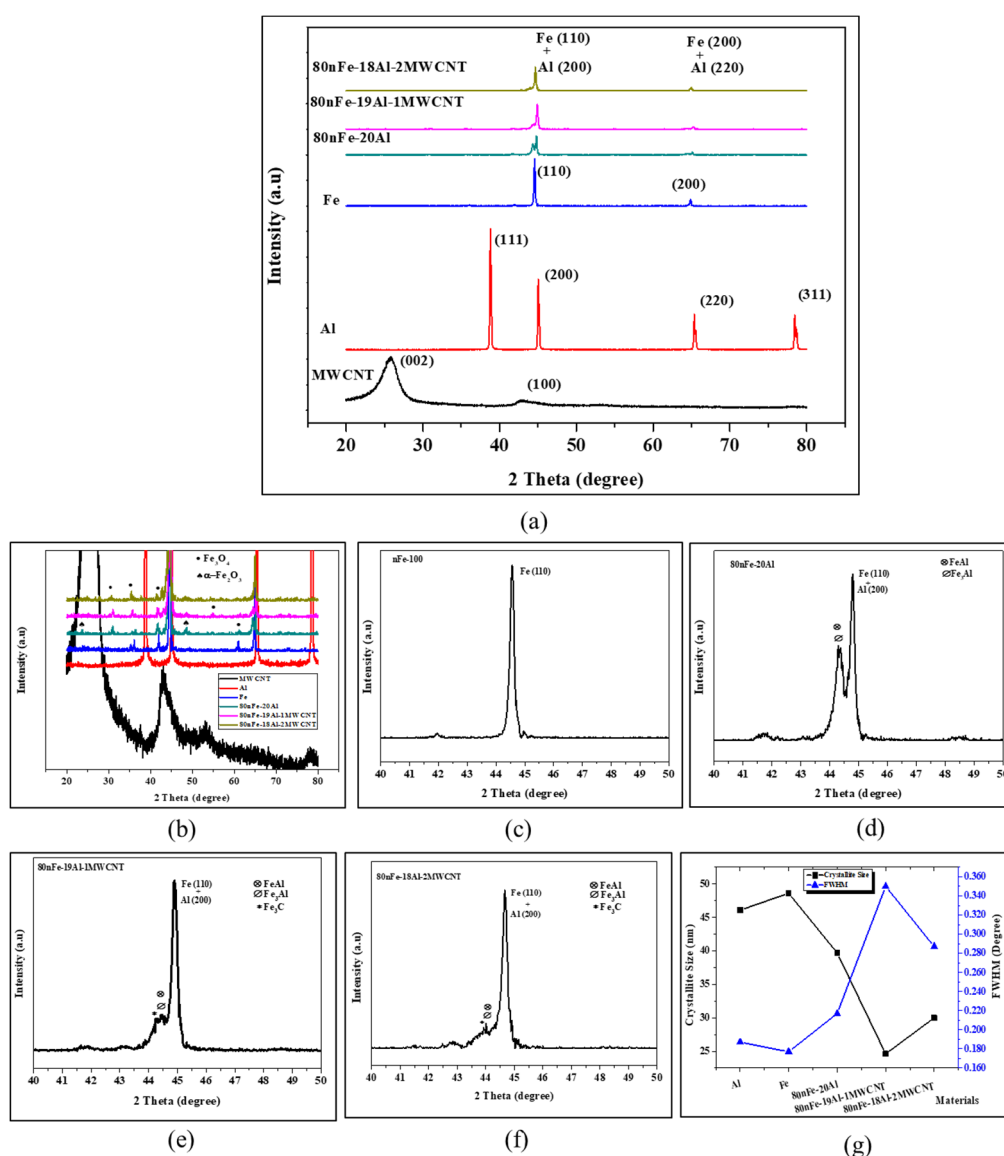 Fe (110)
+
Al (200)
Fe (200)
+
Al (220)
80nFe-18Al-2MWCNT
80nFe-19Al-1MWCNT
80nFe-20Al
Fe
(110)
(200)
(111)
(200)
(220)
(311)
Al
MWCNT
(002)
(100)
Intensity (a.u)
20 30 40 50 60 70 80
2 Theta (degree)
(a)
• Fe₃O₄
♠ α–Fe₂O₃
MWCNT
Al
Fe
80nFe-20Al
80nFe-19Al-1MWCNT
80nFe-18Al-2MWCNT
Intensity (a.u)
20 30 40 50 60 70 80
2 Theta (degree)
(b)
nFe-100
Fe (110)
Intensity (a.u)
40 41 42 43 44 45 46 47 48 49 50
2 Theta (degree)
(c)
80nFe-20Al
Fe (110)
+
Al (200)
⊗ FeAl
⊘ Fe₃Al
⊗
⊘
Intensity (a.u)
40 41 42 43 44 45 46 47 48 49 50
2 Theta (degree)
(d)
80nFe-19Al-1MWCNT
Fe (110)
+
Al (200)
⊗ FeAl
⊘ Fe₃Al
* Fe₃C
⊗
* ⊘
Intensity (a.u)
40 41 42 43 44 45 46 47 48 49 50
2 Theta (degree)
(e)
80nFe-18Al-2MWCNT
Fe (110)
+
Al (200)
⊗ FeAl
⊘ Fe₃Al
* Fe₃C
⊗
* ⊘
Intensity (a.u)
40 41 42 43 44 45 46 47 48 49 50
2 Theta (degree)
(f)
Crystallite Size
FWHM
50
45
40
35
30
25
Crystallite Size (nm)
0.360
0.340
0.320
0.300
0.280
0.260
0.240
0.220
0.200
0.180
0.160
FWHM (Degree)
Al
Fe
80nFe-20Al
80nFe-19Al-1MWCNT
80nFe-18Al-2MWCNT
Materials
(g)